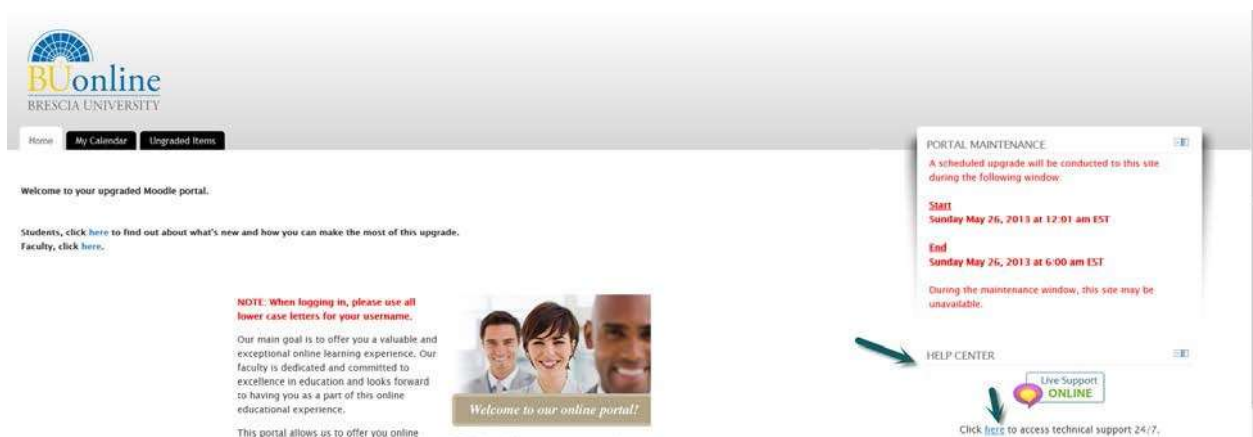 BUonline
BRESCIA UNIVERSITY
Home My Calendar Ungraded Items
Welcome to your upgraded Moodle portal.
Students, click here to find out about what's new and how you can make the most of this upgrade.
Faculty, click here.
NOTE: When logging in, please use all
lower case letters for your username.
Our main goal is to offer you a valuable and
exceptional online learning experience. Our
faculty is dedicated and committed to
excellence in education and looks forward
to having you as a part of this online
educational experience.
This portal allows us to offer you online
Welcome to our online portal!
PORTAL MAINTENANCE
A scheduled upgrade will be conducted to this site
during the following window:
Start
Sunday May 26, 2013 at 12:01 am EST
End
Sunday May 26, 2013 at 6:00 am EST
During the maintenance window, this site may be
unavailable.
HELP CENTER
Live Support
ONLINE
Click here to access technical support 24/7.